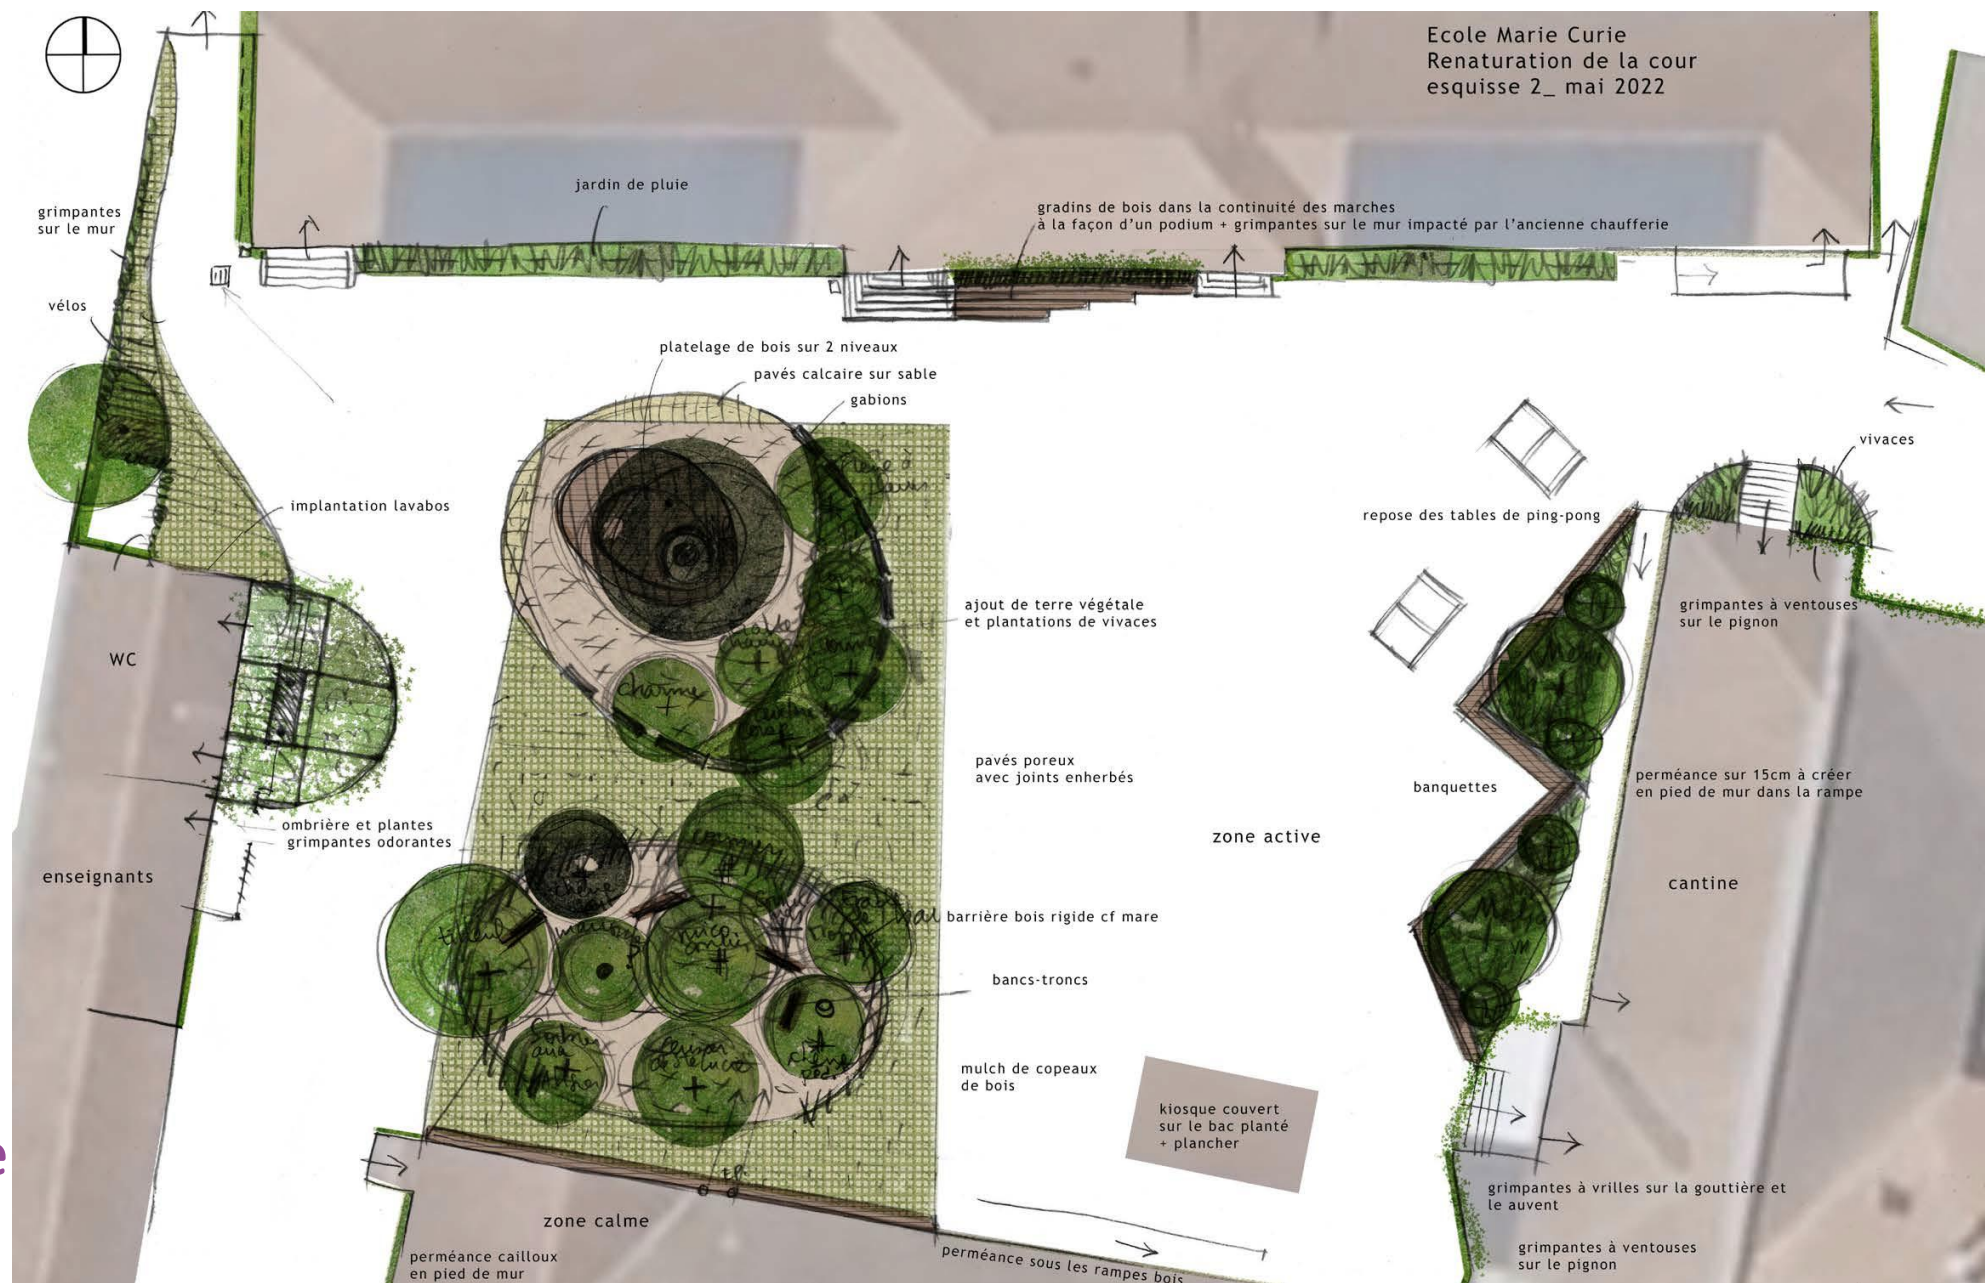 Ecole Marie Curie
Renaturation de la cour
esquisse 2_ mai 2022
jardin de pluie
gradins de bois dans la continuité des marches
à la façon d'un podium + grimpantes sur le mur impacté par l'ancienne chaufferie
grimpantes
sur le mur
vélos
platelage de bois sur 2 niveaux
pavés calcaire sur sable
gabions
vivaces
implantation lavabos
repose des tables de ping-pong
ajout de terre végétale
et plantations de vivaces
grimpantes à ventouses
sur le pignon
WC
charme
pavés poreux
avec joints enherbés
banquettes
perméance sur 15cm à créer
en pied de mur dans la rampe
ombrière et plantes
grimpantes odorantes
zone active
enseignants
cantine
chêne
tilleul
barrière bois rigide cf mare
bancs-troncs
mulch de copeaux
de bois
kiosque couvert
sur le bac planté
+ plancher
grimpantes à vrilles sur la gouttière et
le auvent
zone calme
perméance cailloux
en pied de mur
perméance sous les rampes bois
grimpantes à ventouses
sur le pignon
e